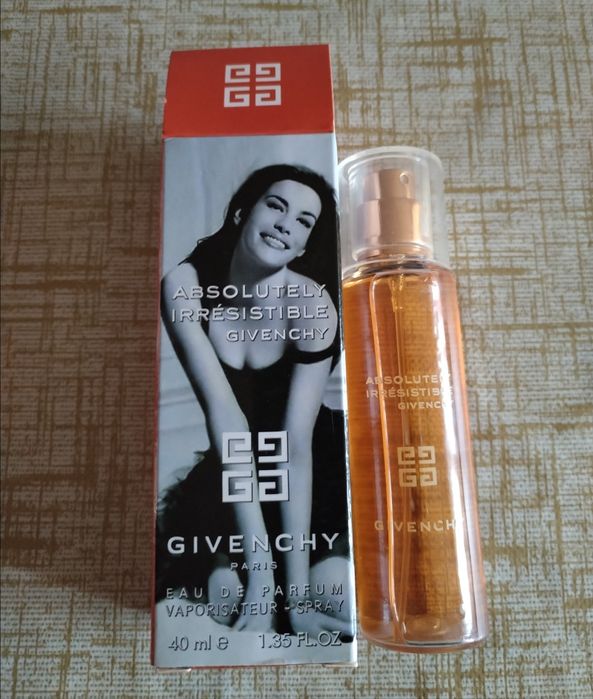 ABSOLUTELY
IRRÉSISTIBLE
GIVENCHY
GIVENCHY
PARIS
EAU DE PARFUM
VAPORISATEUR - SPRAY
40 ml e 1.35 FL.OZ
ABSOLUTELY
IRRÉSISTIBLE
GIVENCHY
GIVENCHY